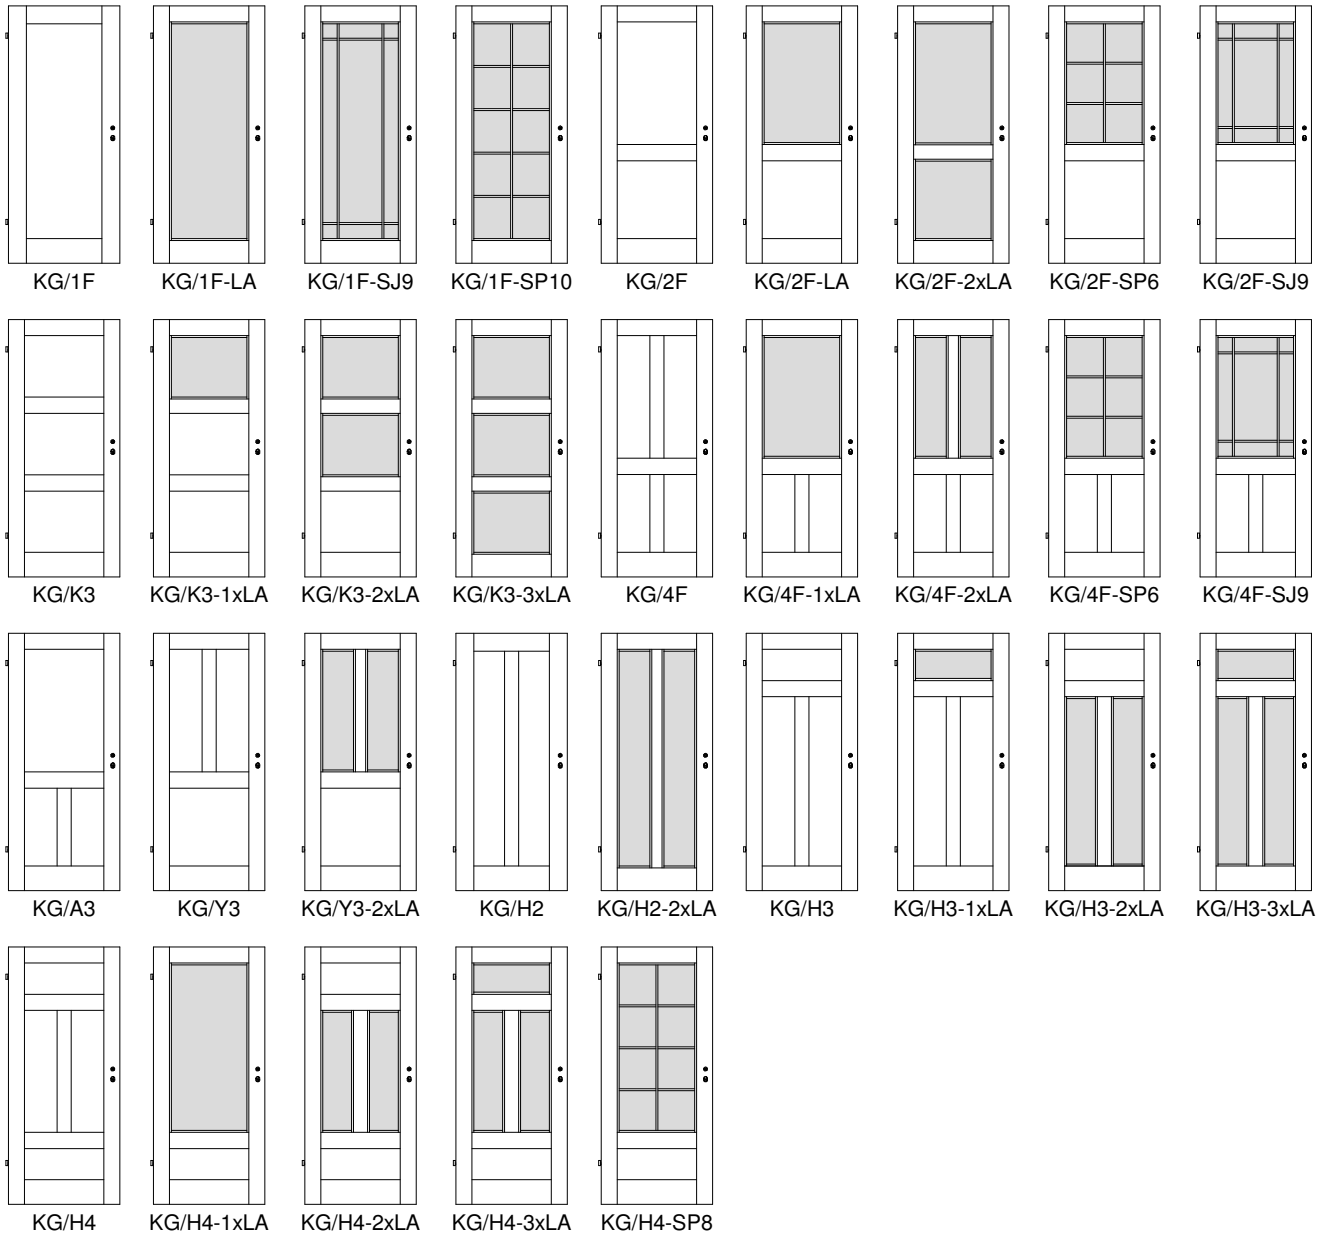 KG/1F KG/1F-LA KG/1F-SJ9 KG/1F-SP10 KG/2F KG/2F-LA KG/2F-2xLA KG/2F-SP6 KG/2F-SJ9
KG/K3 KG/K3-1xLA KG/K3-2xLA KG/K3-3xLA KG/4F KG/4F-1xLA KG/4F-2xLA KG/4F-SP6 KG/4F-SJ9
KG/A3 KG/Y3 KG/Y3-2xLA KG/H2 KG/H2-2xLA KG/H3 KG/H3-1xLA KG/H3-2xLA KG/H3-3xLA
KG/H4 KG/H4-1xLA KG/H4-2xLA KG/H4-3xLA KG/H4-SP8